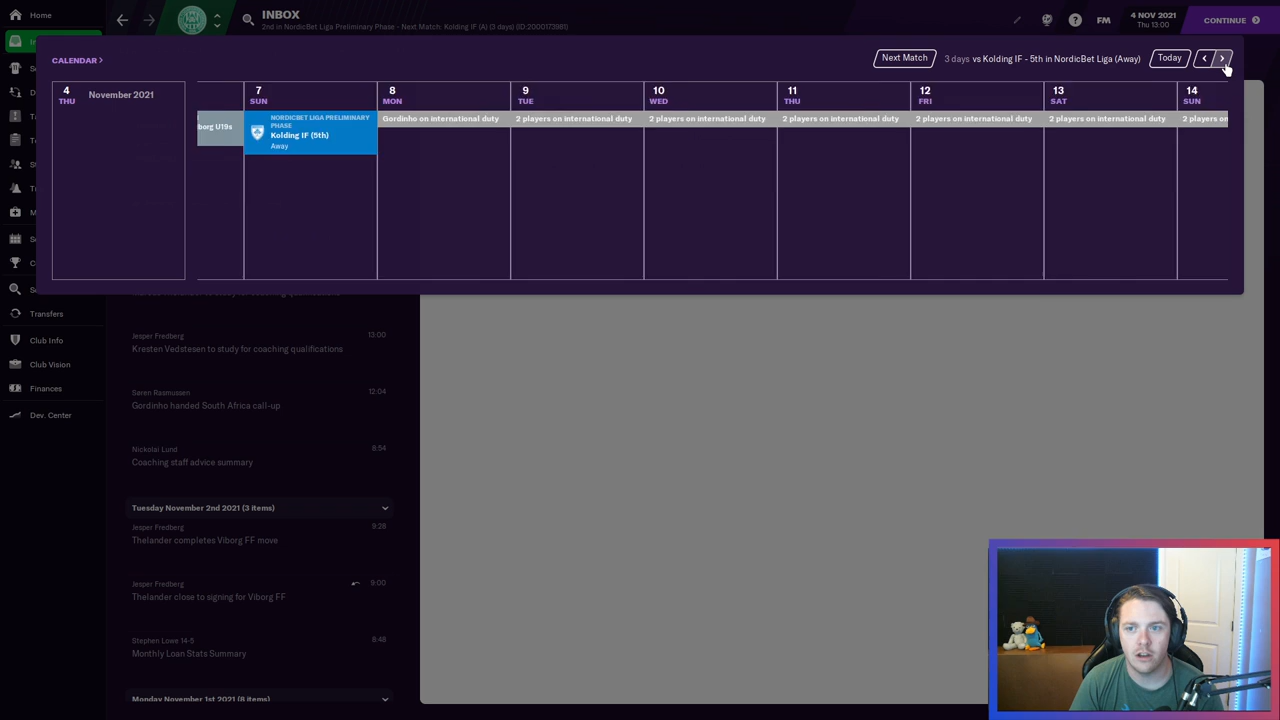 Home
INBOX
2nd in NordicBet Liga Preliminary Phase - Next Match: Kolding IF (A) (3 days) (ID:2000173961)
FM
4 NOV 2021
Thu 13:00
CONTINUE
CALENDAR
Next Match
3 days vs Kolding IF - 5th in NordicBet Liga (Away)
Today
4
THU
November 2021
7
SUN
8
MON
9
TUE
10
WED
11
THU
12
FRI
13
SAT
14
SUN
borg U19s
NORDICBET LIGA PRELIMINARY
PHASE
Kolding IF (5th)
Away
Gordinho on international duty
2 players on international duty
2 players on international duty
2 players on international duty
2 players on international duty
2 players on international duty
2 players on
Transfers
Club Info
Club Vision
Finances
Dev. Center
Jesper Fredberg
13:00
Kresten Vedstesen to study for coaching qualifications
Søren Rasmussen
12:04
Gordinho handed South Africa call-up
Nickolai Lund
8:54
Coaching staff advice summary
Tuesday November 2nd 2021 (3 items)
Jesper Fredberg
9:28
Thelander completes Viborg FF move
Jesper Fredberg
9:00
Thelander close to signing for Viborg FF
Stephen Lowe 14-5
8:48
Monthly Loan Stats Summary
Monday November 1st 2021 (8 items)